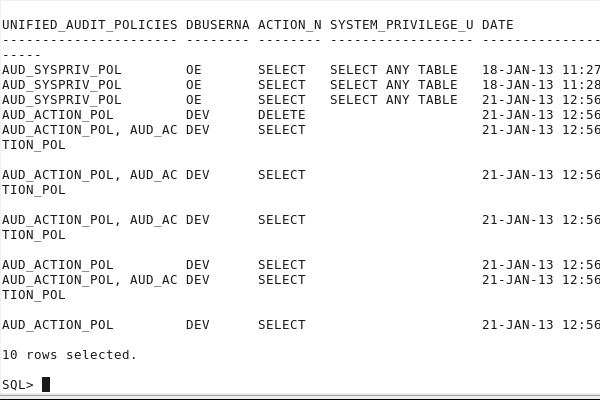 UNIFIED_AUDIT_POLICIES DBUSERNA ACTION_N SYSTEM_PRIVILEGE_U DATE
---------------------- -------- -------- ------------------ ---------------
-----
AUD_SYSPRIV_POL        OE       SELECT   SELECT ANY TABLE   18-JAN-13 11:27
AUD_SYSPRIV_POL        OE       SELECT   SELECT ANY TABLE   18-JAN-13 11:28
AUD_SYSPRIV_POL        OE       SELECT   SELECT ANY TABLE   21-JAN-13 12:56
AUD_ACTION_POL         DEV      DELETE                      21-JAN-13 12:56
AUD_ACTION_POL, AUD_AC DEV      SELECT                      21-JAN-13 12:56
TION_POL
AUD_ACTION_POL, AUD_AC DEV      SELECT                      21-JAN-13 12:56
TION_POL
AUD_ACTION_POL, AUD_AC DEV      SELECT                      21-JAN-13 12:56
TION_POL
AUD_ACTION_POL         DEV      SELECT                      21-JAN-13 12:56
AUD_ACTION_POL, AUD_AC DEV      SELECT                      21-JAN-13 12:56
TION_POL
AUD_ACTION_POL         DEV      SELECT                      21-JAN-13 12:56
10 rows selected.
SQL>